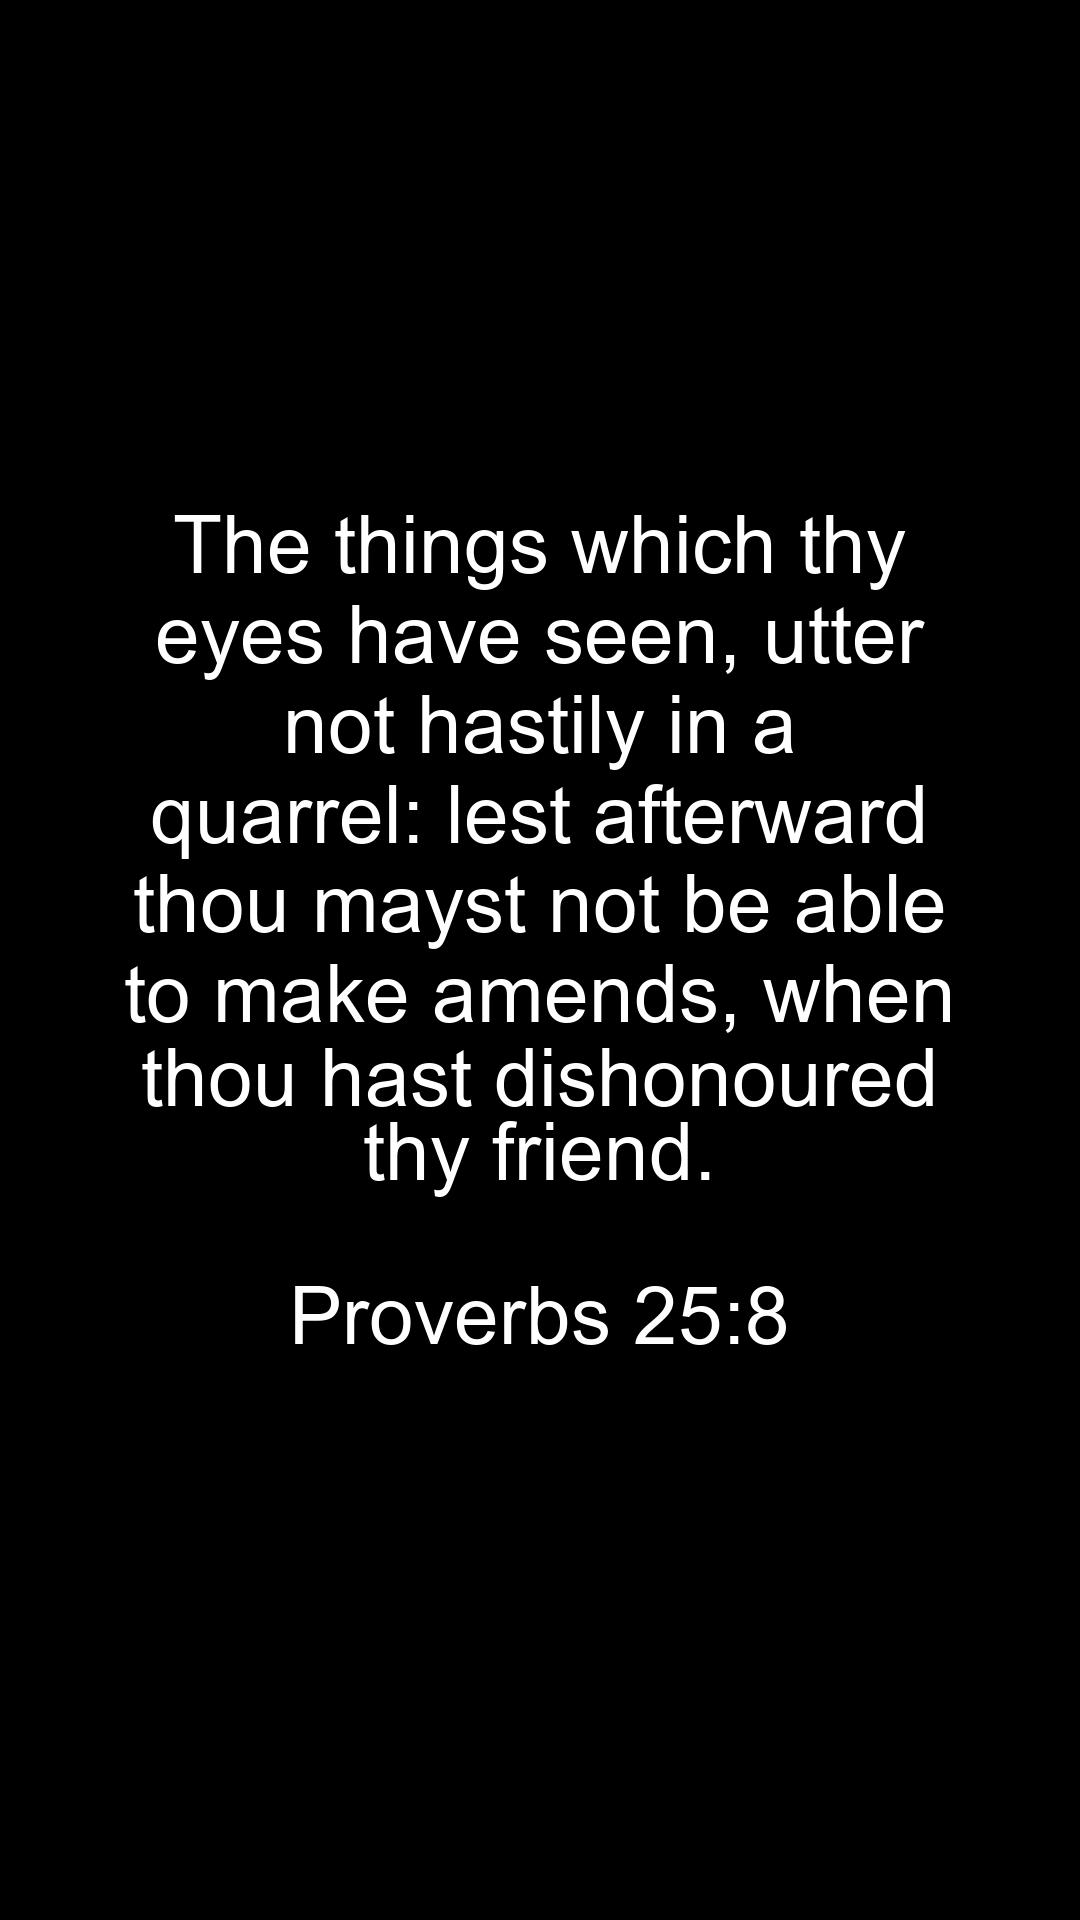 The things which thy
eyes have seen, utter
not hastily in a
quarrel: lest afterward
thou mayst not be able
to make amends, when
thou hast dishonoured
thy friend.
Proverbs 25:8